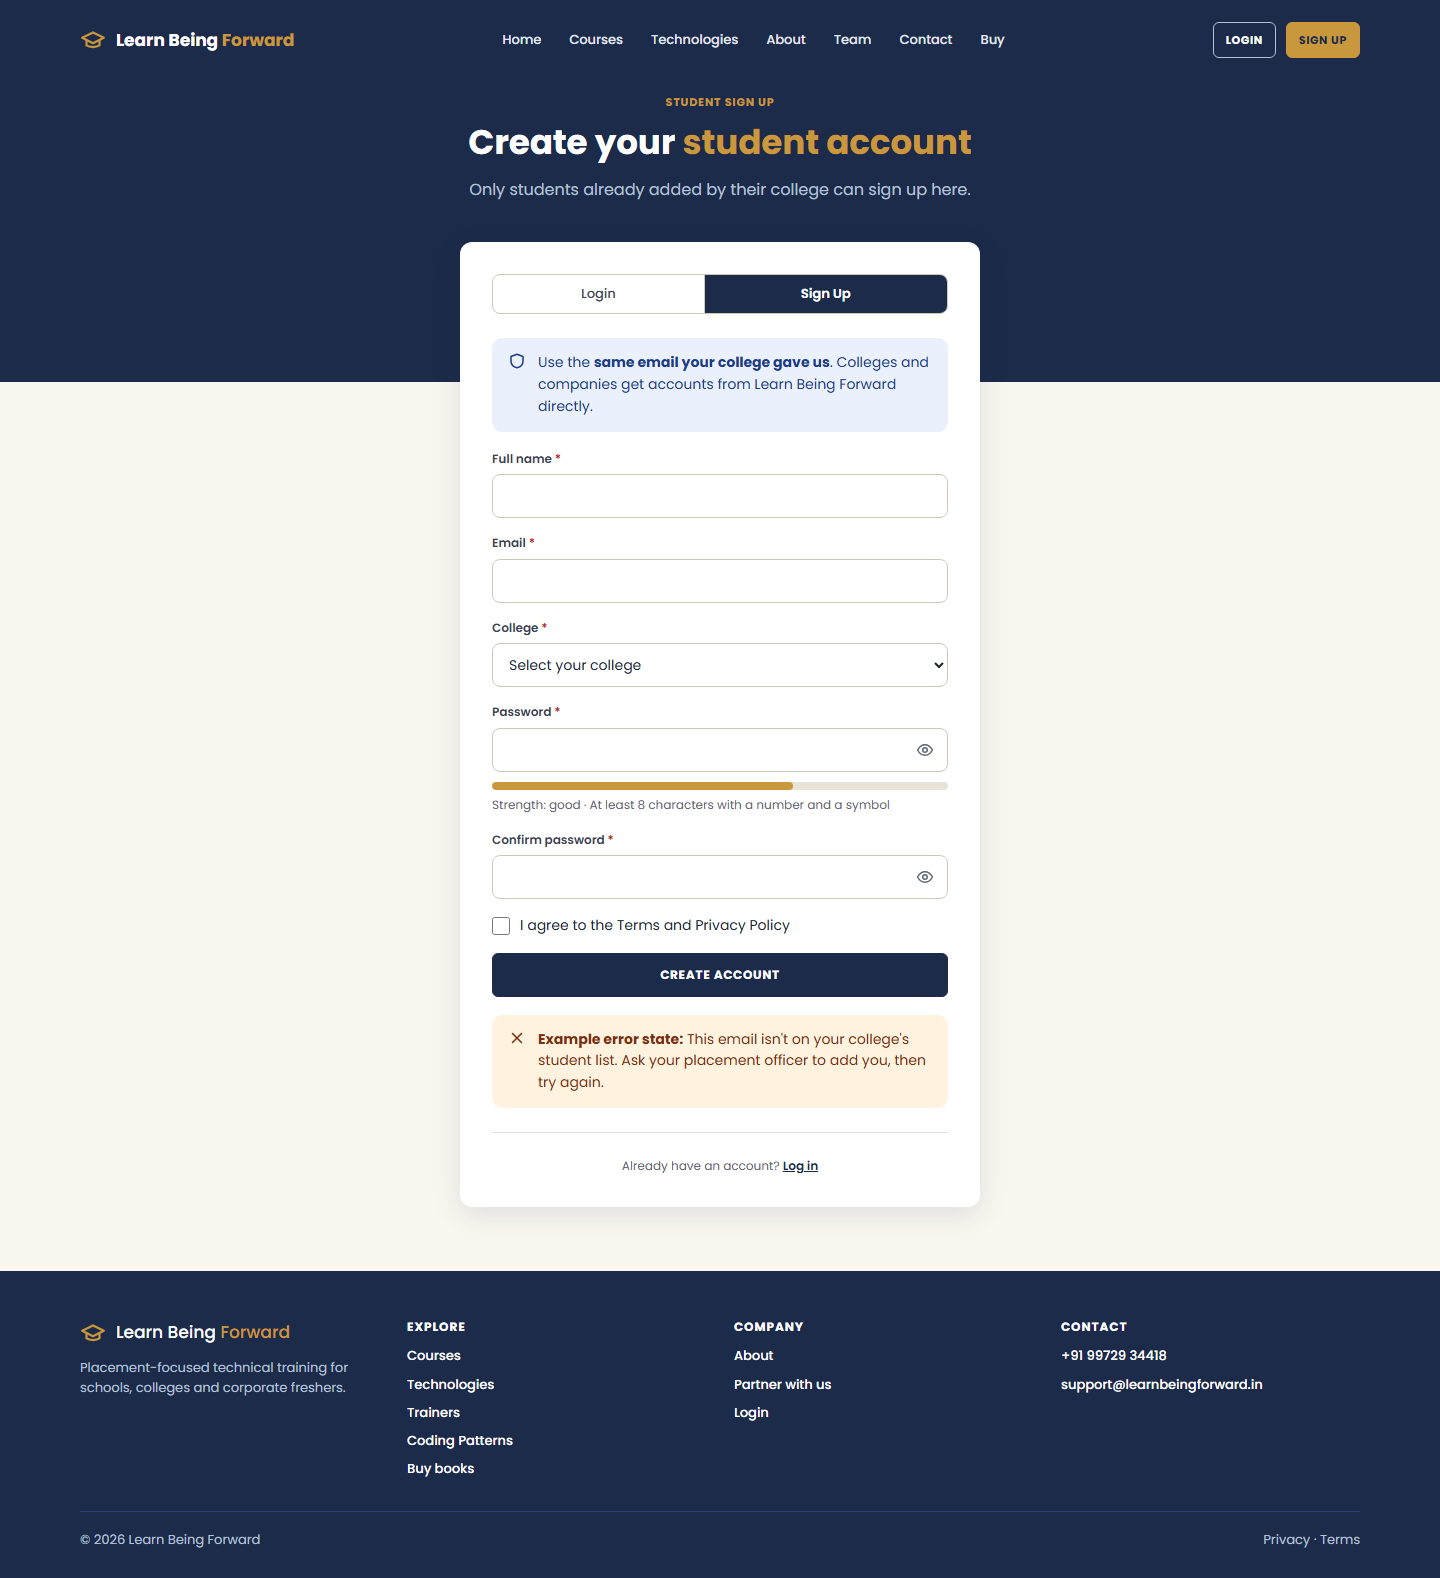 Learn Being Forward
Home Courses Technologies About Team Contact Buy
LOGIN SIGN UP
STUDENT SIGN UP
Create your student account
Only students already added by their college can sign up here.
Login Sign Up
Use the same email your college gave us. Colleges and
companies get accounts from Learn Being Forward
directly.
Full name *
Email *
College *
Select your college
Password *
Strength: good · At least 8 characters with a number and a symbol
Confirm password *
I agree to the Terms and Privacy Policy
CREATE ACCOUNT
Example error state: This email isn't on your college's
student list. Ask your placement officer to add you, then
try again.
Already have an account? Log in
Learn Being Forward
Placement-focused technical training for
schools, colleges and corporate freshers.
EXPLORE
Courses
Technologies
Trainers
Coding Patterns
Buy books
COMPANY
About
Partner with us
Login
CONTACT
+91 99729 34418
support@learnbeingforward.in
© 2026 Learn Being Forward
Privacy · Terms